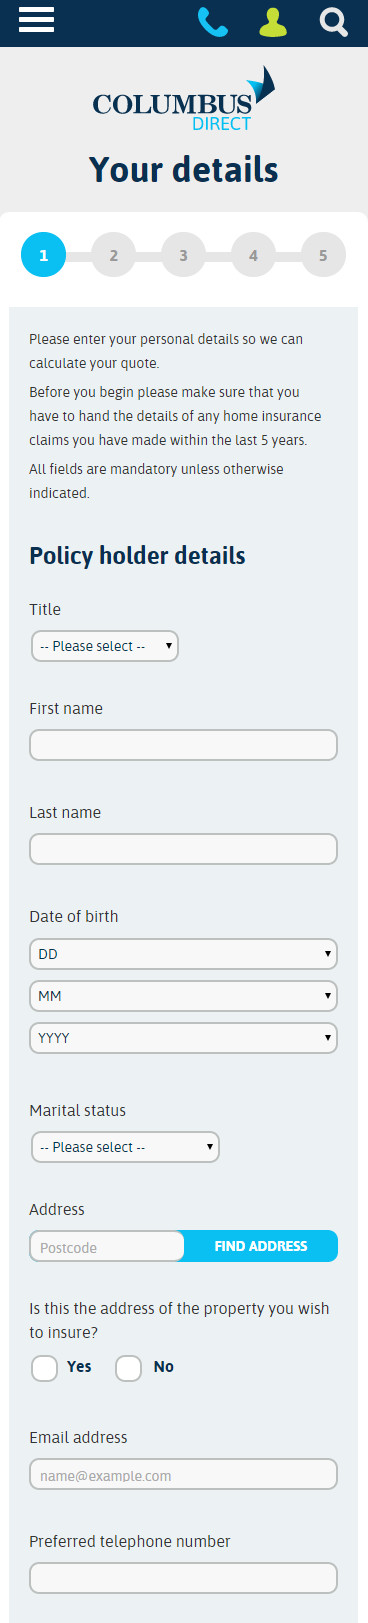 COLUMBUS
DIRECT
Your details
1 2 3 4 5
Please enter your personal details so we can
calculate your quote.
Before you begin please make sure that you
have to hand the details of any home insurance
claims you have made within the last 5 years.
All fields are mandatory unless otherwise
indicated.
Policy holder details
Title
-- Please select --
First name
Last name
Date of birth
DD
MM
YYYY
Marital status
-- Please select --
Address
Postcode FIND ADDRESS
Is this the address of the property you wish
to insure?
Yes No
Email address
name@example.com
Preferred telephone number